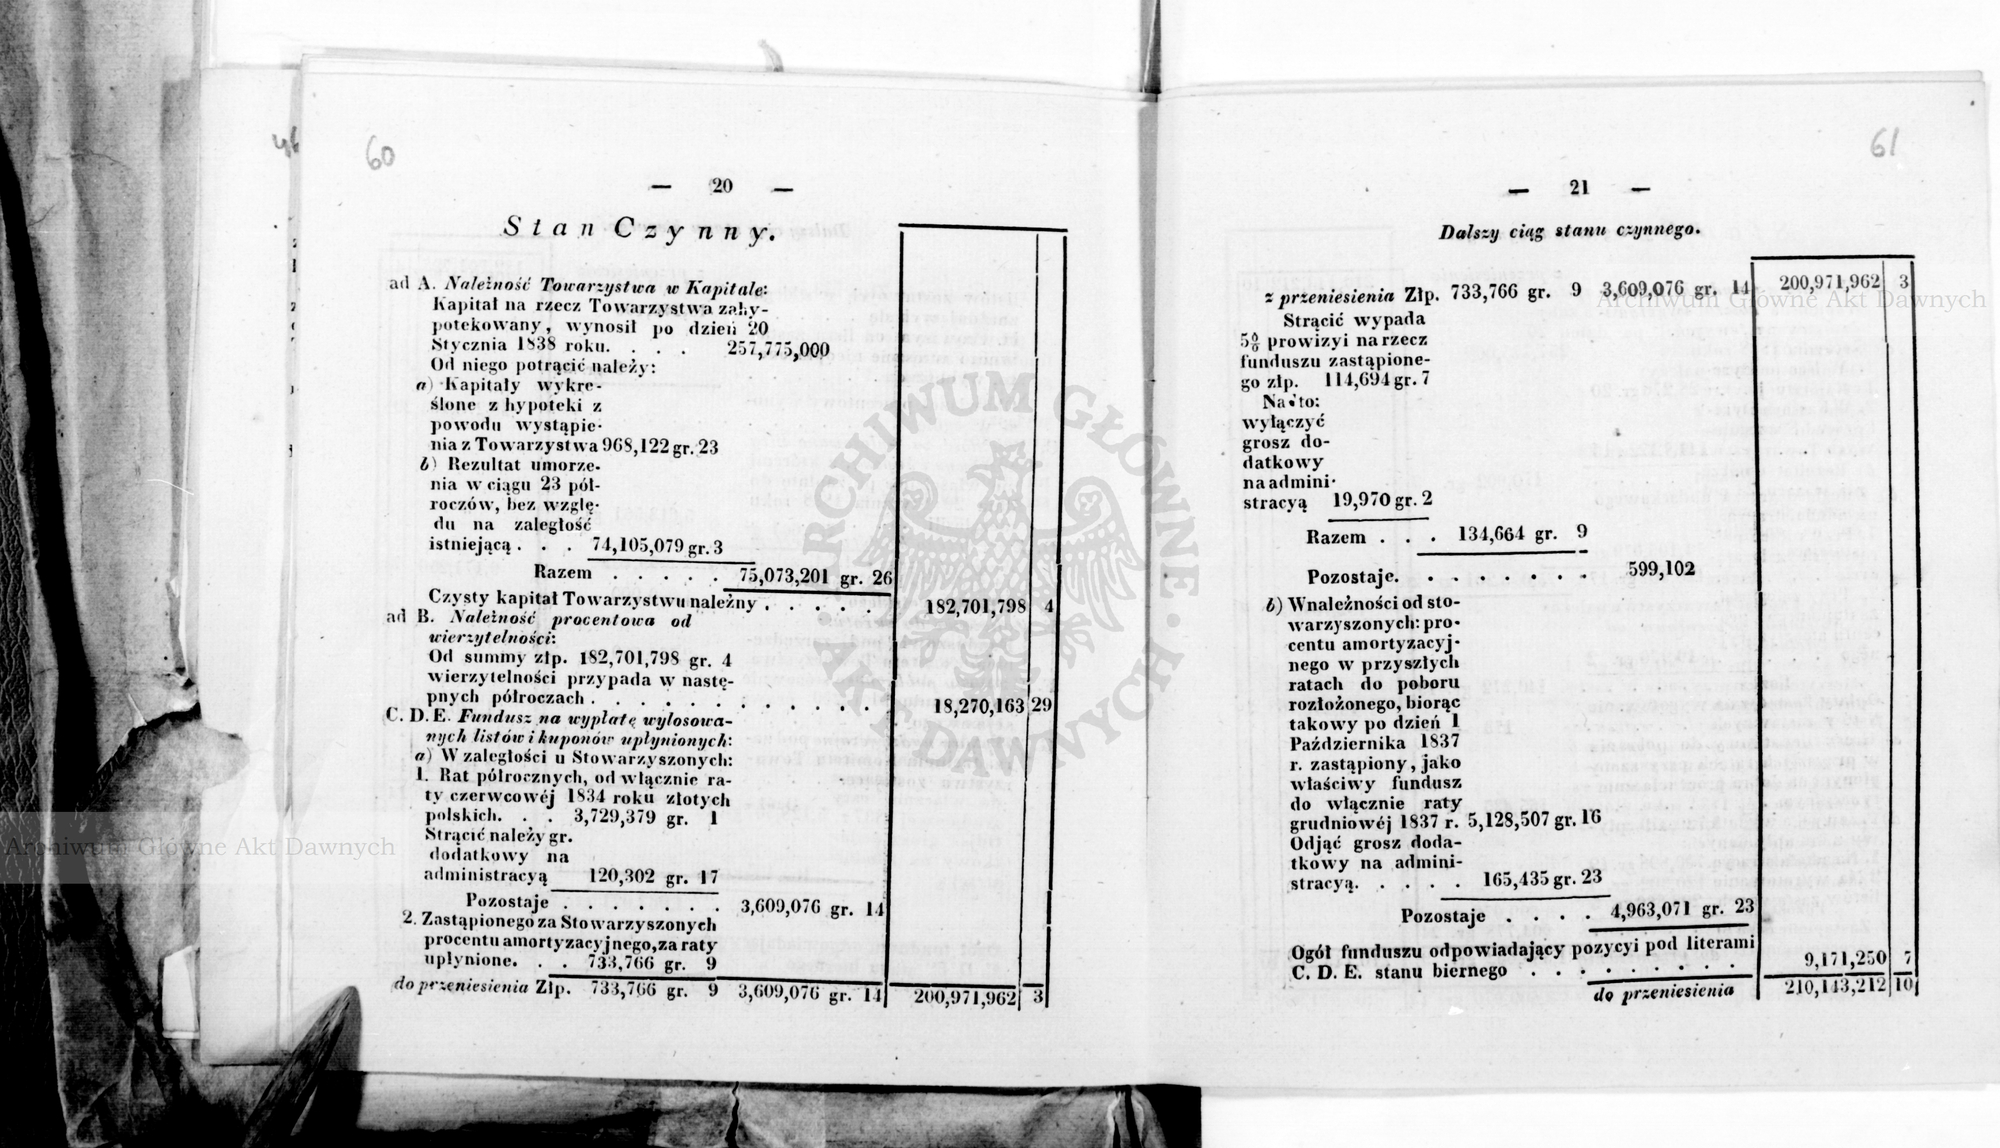 60
— 20 —
Stan Czynny.
ad A. Należność Towarzystwa w Kapitale:
Kapitał na rzecz Towarzystwa zahy-
potekowany, wynosił po dzień 20
Stycznia 1838 roku. . . . 257,775,000
Od niego potrącić należy:
a) Kapitały wykre-
ślone z hypoteki z
powodu wystąpie-
nia z Towarzystwa 968,122 gr. 23
b) Rezultat umorze-
nia w ciągu 23 pół-
roczów, bez wzglę-
du na zaległość
istniejącą . . . 74,105,079 gr. 3
Razem . . . . . 75,073,201 gr. 26
Czysty kapitał Towarzystwu należny . . . . . 182,701,798 4
ad B. Należność procentowa od
wierzytelności:
Od summy złp. 182,701,798 gr. 4
wierzytelności przypada w nastę-
pnych półroczach . . . . . . . . . . . . 18,270,163 29
C. D. E. Fundusz na wypłatę wylosowa-
nych listów i kuponów upłynionych:
a) W zaległości u Stowarzyszonych:
1. Rat półrocznych, od włącznie ra-
ty czerwcowéj 1834 roku złotych
polskich. . . 3,729,379 gr. 1
Strącić należy gr.
dodatkowy na
administracyą 120,302 gr. 17
Pozostaje . . . . . . . 3,609,076 gr. 14
2. Zastąpionego za Stowarzyszonych
procentu amortyzacyjnego, za raty
upłynione. . . 733,766 gr. 9
do przeniesienia Złp. 733,766 gr. 9 3,609,076 gr. 14 200,971,962 3
61
— 21 —
Dalszy ciąg stanu czynnego.
z przeniesienia Złp. 733,766 gr. 9 3,609,076 gr. 14 200,971,962 3
Strącić wypada
5% prowizyi na rzecz
funduszu zastąpione-
go złp. 114,694 gr. 7
Nadto:
wyłączyć
grosz do-
datkowy
na admini-
stracyą 19,970 gr. 2
Razem . . . 134,664 gr. 9
Pozostaje. . . . . . . . 599,102
b) W należności od sto-
warzyszonych: pro-
centu amortyzacyj-
nego w przyszłych
ratach do poboru
rozłożonego, biorąc
takowy po dzień 1
Października 1837
r. zastąpiony, jako
właściwy fundusz
do włącznie raty
grudniowéj 1837 r. 5,128,507 gr. 16
Odjąć grosz doda-
tkowy na admini-
stracyą. . . . . 165,435 gr. 23
Pozostaje . . . . 4,963,071 gr. 23
Ogół funduszu odpowiadający pozycyi pod literami
C. D. E. stanu biernego . . . . . . . . . 9,171,250 7
do przeniesienia 210,143,212 10
Archiwum Główne Akt Dawnych
Archiwum Główne Akt Dawnych
ARCHIWUM GŁÓWNE AKT DAWNYCH